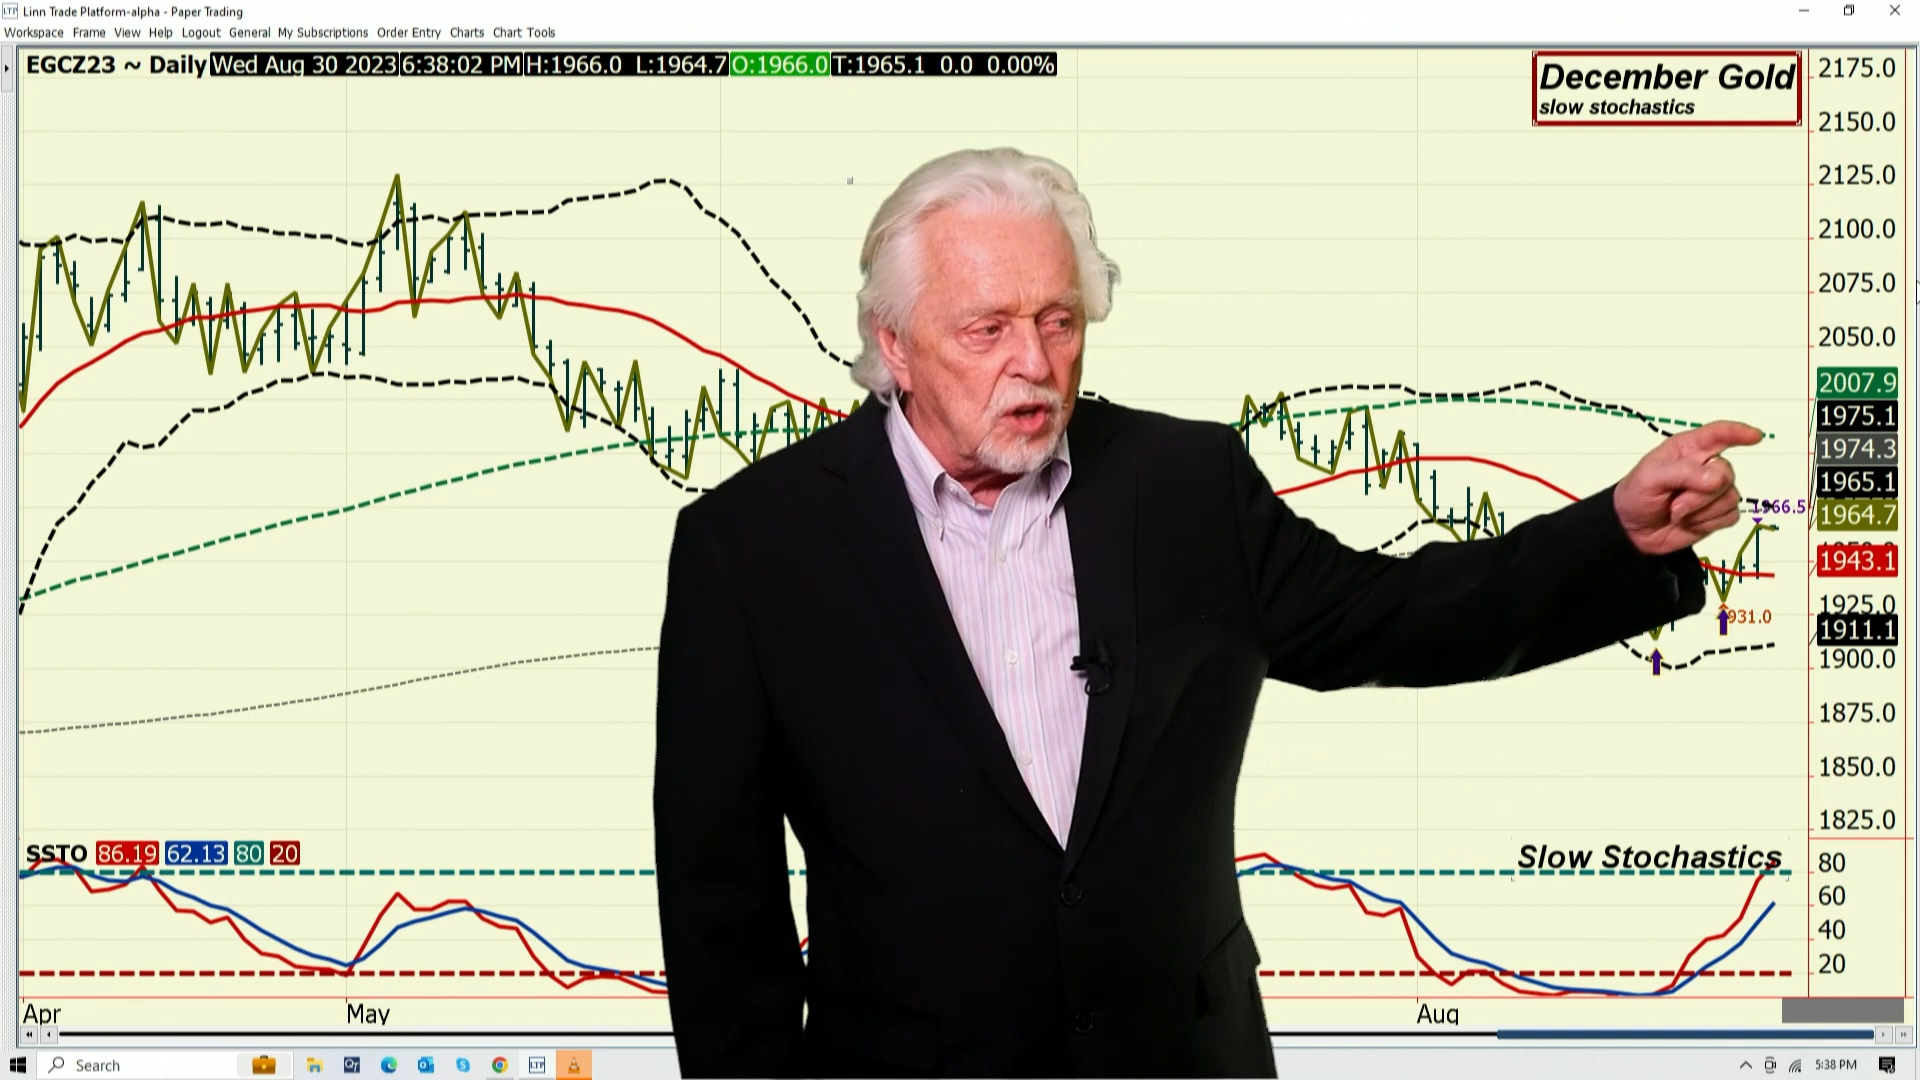 Linn Trade Platform-alpha - Paper Trading
Workspace Frame View Help Logout General My Subscriptions Order Entry Charts Chart Tools
EGCZ23 ~ Daily Wed Aug 30 2023 6:38:02 PM H:1966.0 L:1964.7 O:1966.0 T:1965.1 0.0 0.00%
December Gold
slow stochastics
2175.0
2150.0
2125.0
2100.0
2075.0
2050.0
2007.9
1975.1
1974.3
1965.1
1966.5
1964.7
1943.1
1925.0
931.0
1911.1
1900.0
1875.0
1850.0
1825.0
SSTO 86.19 62.13 80 20
Slow Stochastics
80
60
40
20
Apr May Aug
Search
LTP
5:38 PM